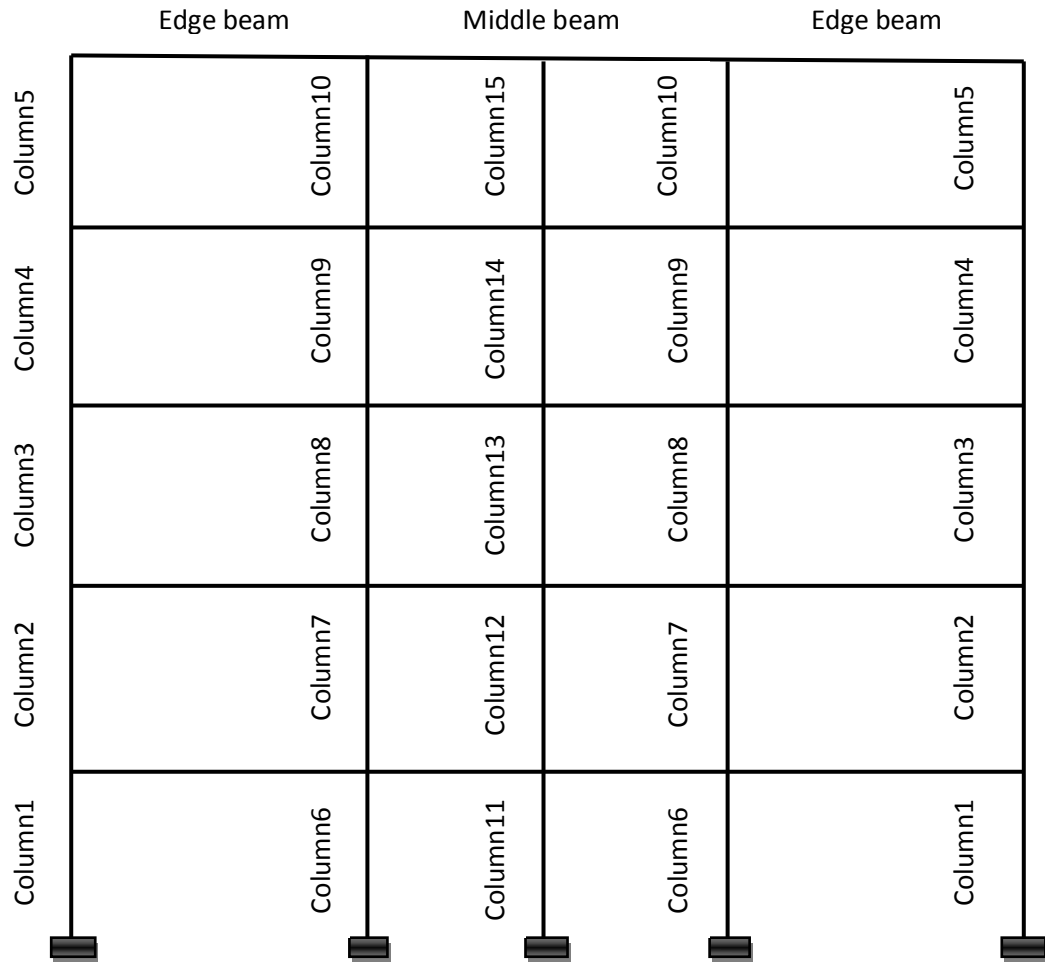 Edge beam
Middle beam
Edge beam
Column5
Column10
Column15
Column10
Column5
Column4
Column9
Column14
Column9
Column4
Column3
Column8
Column13
Column8
Column3
Column2
Column7
Column12
Column7
Column2
Column1
Column6
Column11
Column6
Column1